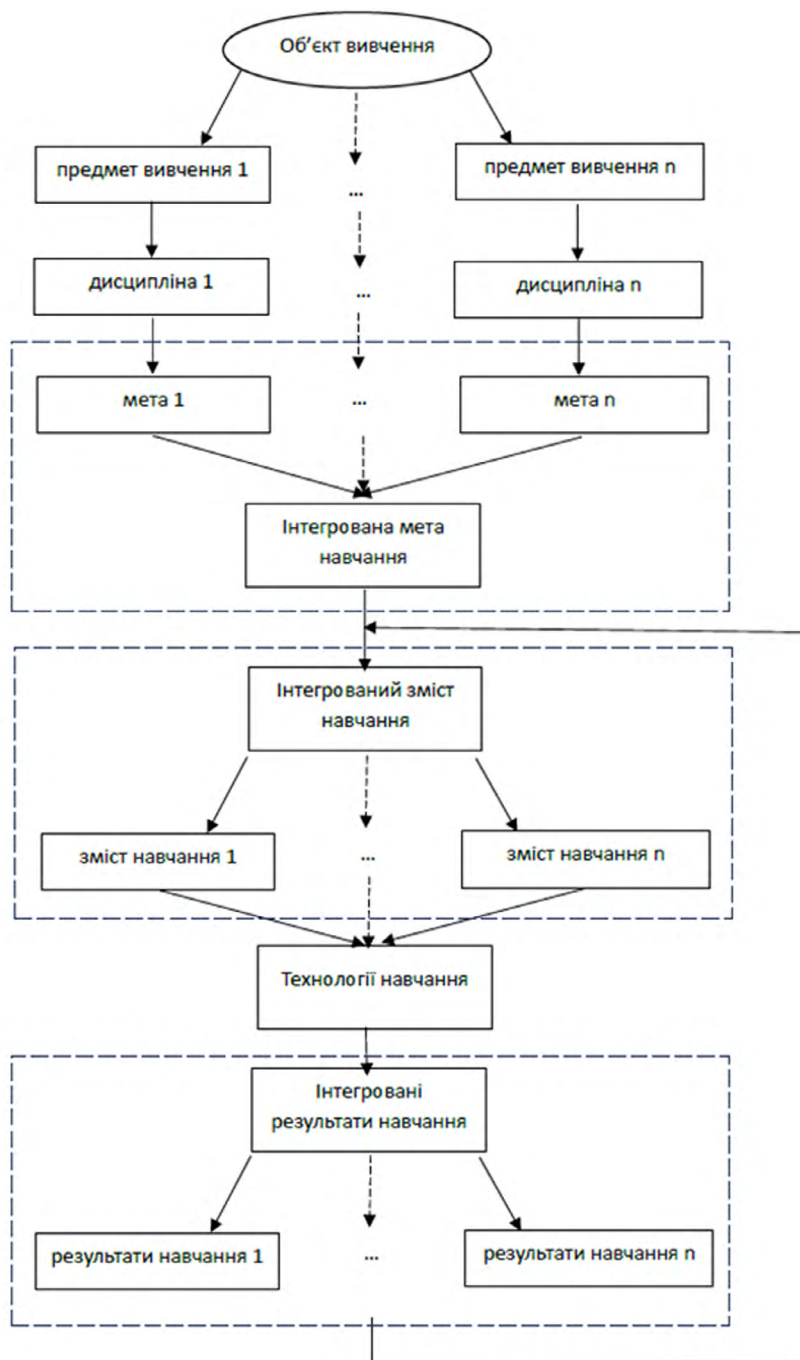 Об’єкт вивчення
предмет вивчення 1
...
предмет вивчення n
дисципліна 1
...
дисципліна n
мета 1
...
мета n
Інтегрована мета
навчання
Інтегрований зміст
навчання
зміст навчання 1
...
зміст навчання n
Технології навчання
Інтегровані
результати навчання
результати навчання 1
...
результати навчання n